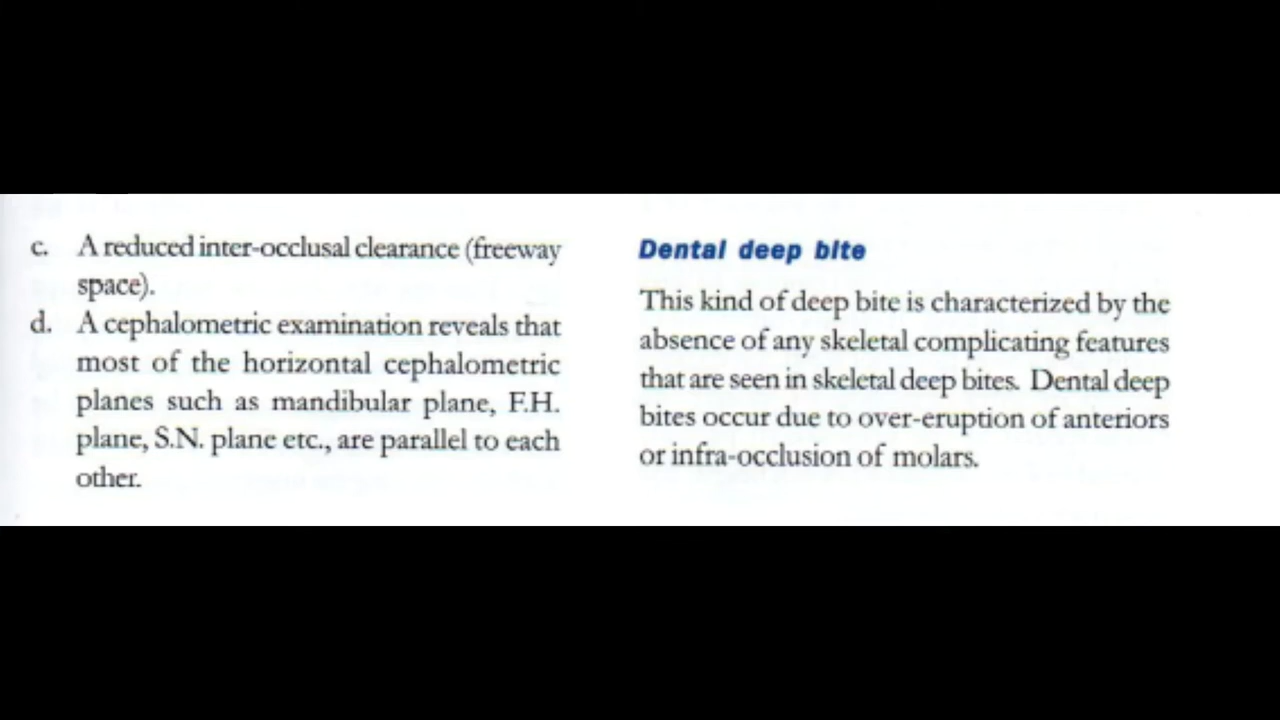 c. A reduced inter-occlusal clearance (freeway
space).
d. A cephalometric examination reveals that
most of the horizontal cephalometric
planes such as mandibular plane, F.H.
plane, S.N. plane etc., are parallel to each
other.
Dental deep bite
This kind of deep bite is characterized by the
absence of any skeletal complicating features
that are seen in skeletal deep bites. Dental deep
bites occur due to over-eruption of anteriors
or infra-occlusion of molars.